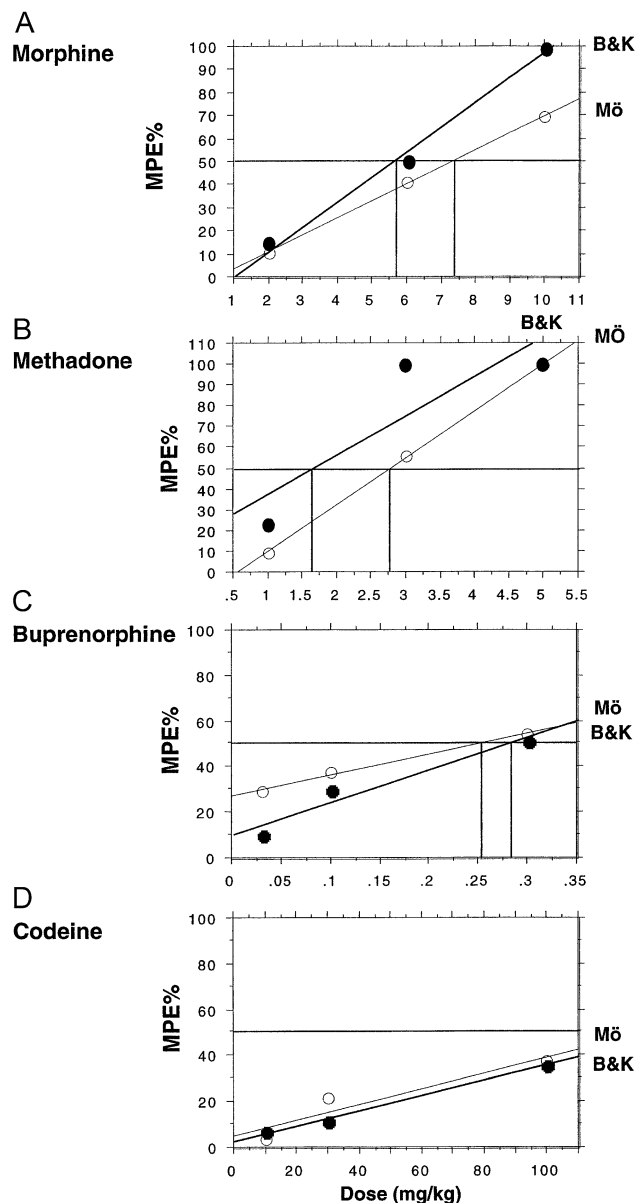 A
Morphine
B&K
Mö
MPE%
100
90
80
70
60
50
40
30
20
10
0
1 2 3 4 5 6 7 8 9 10 11
B
Methadone
B&K
MÖ
MPE%
110
100
90
80
70
60
50
40
30
20
10
0
.5 1 1.5 2 2.5 3 3.5 4 4.5 5 5.5
C
Buprenorphine
Mö
B&K
MPE%
100
80
60
40
20
0
0 .05 .1 .15 .2 .25 .3 .35
D
Codeine
Mö
B&K
MPE%
100
80
60
40
20
0
0 20 40 60 80 100
Dose (mg/kg)